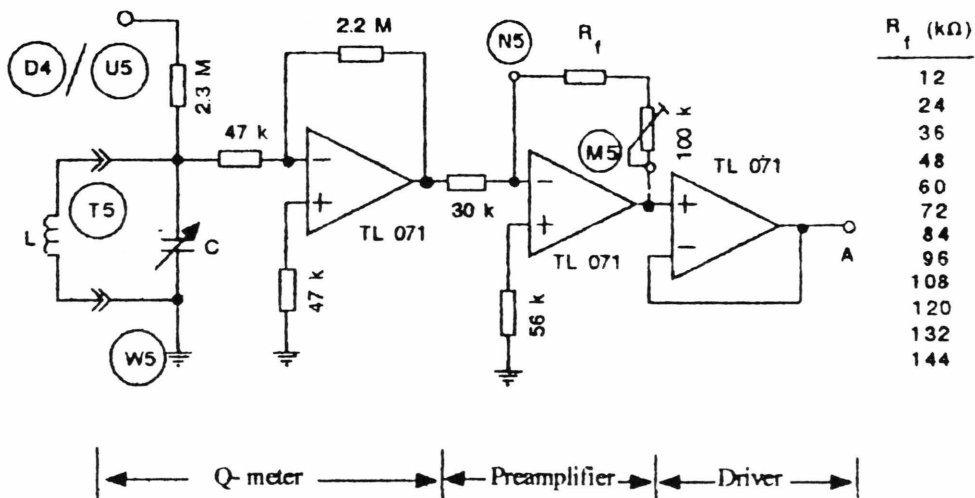 D4 / U5
2.3 M
47 k
2.2 M
N5
R f
100 k
M5
TL 071
T5
L
C
TL 071
30 k
TL 071
A
47 k
56 k
W5
Q-meter
Preamplifier
Driver
R f (kΩ)
12
24
36
48
60
72
84
96
108
120
132
144